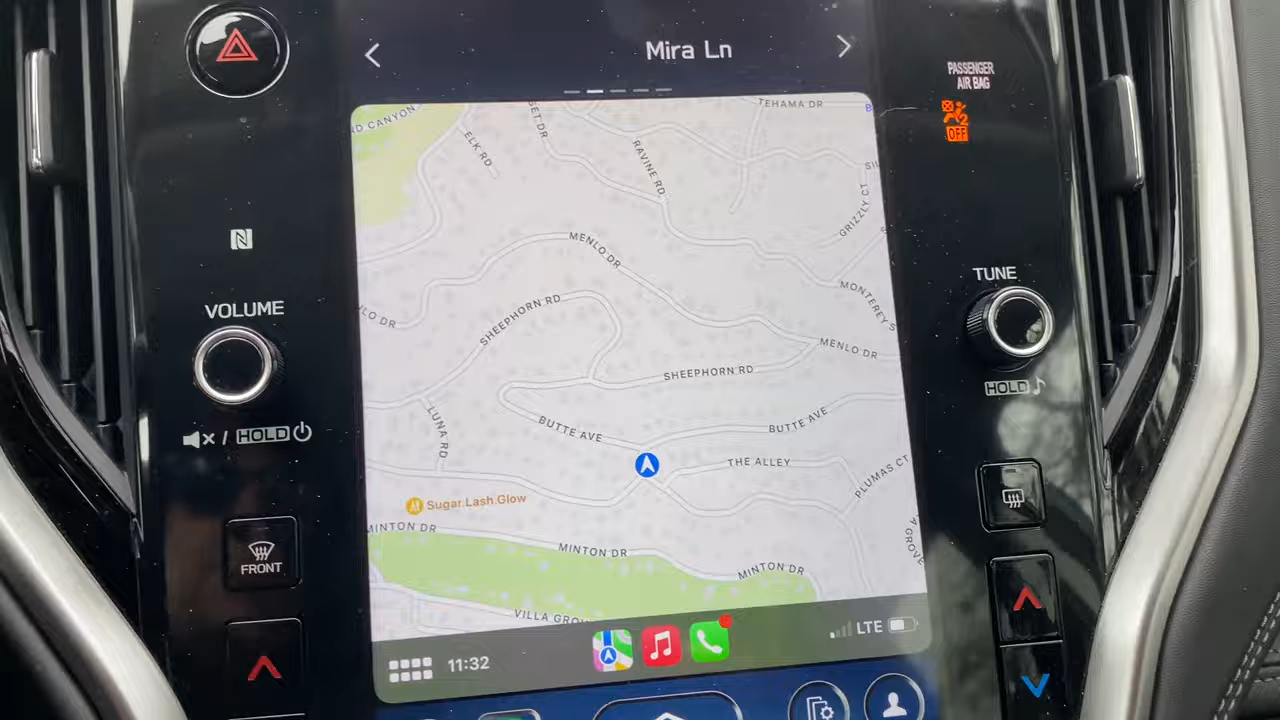 Mira Ln
PASSENGER
AIR BAG
OFF
TEHAMA DR
ELK RD
RAVINE RD
GRIZZLY CT
MENLO DR
MONTEREY S
SHEEPHORN RD
MENLO DR
SHEEPHORN RD
LUNA RD
BUTTE AVE
BUTTE AVE
THE ALLEY
PLUMAS CT
Sugar.Lash.Glow
MINTON DR
MINTON DR
MINTON DR
11:32
LTE
VOLUME
/ HOLD
FRONT
TUNE
HOLD